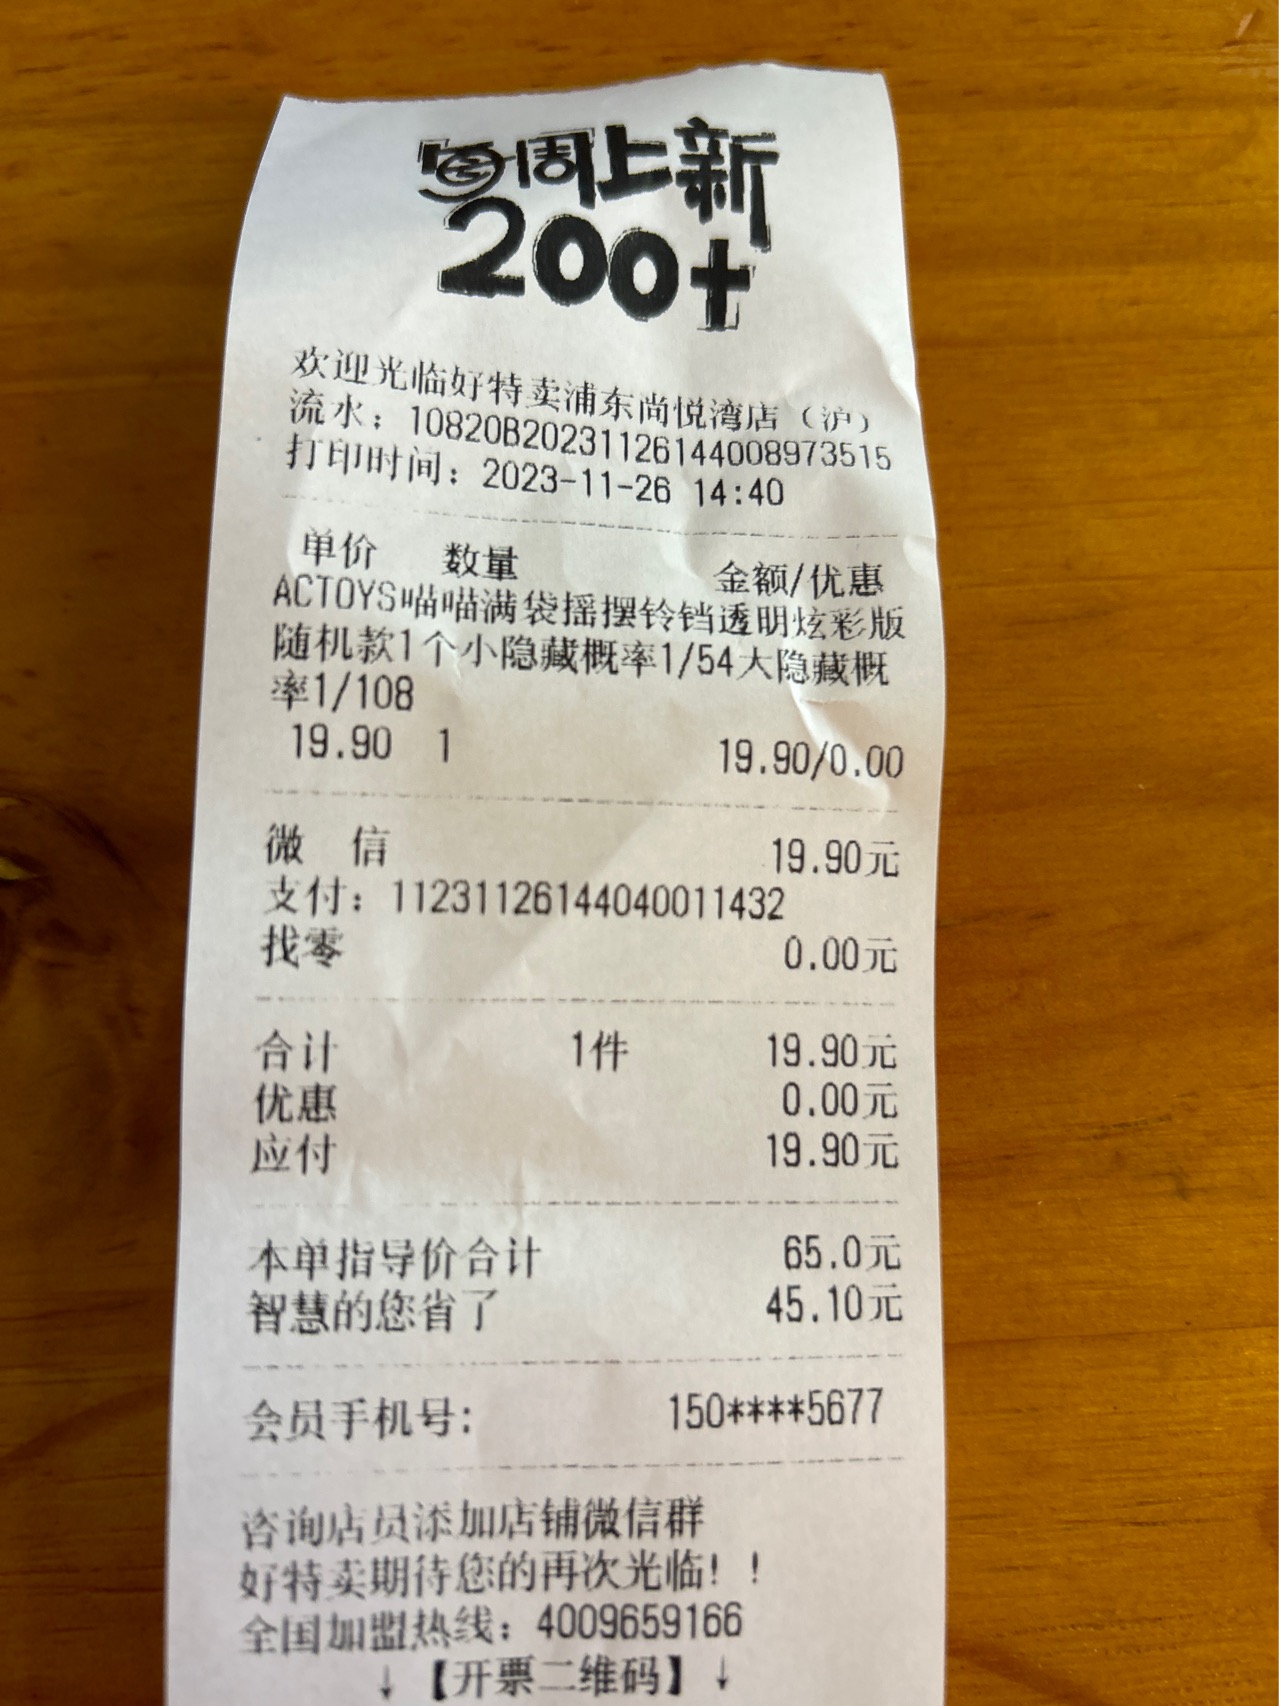 每周上新
200+
欢迎光临好特卖浦东尚悦湾店（沪）
流水：10820B20231126144008973515
打印时间：2023-11-26 14:40
单价 数量 金额/优惠
ACTOYS喵喵满袋摇摆铃铛透明炫彩版
随机款1个小隐藏概率1/54大隐藏概
率1/108
19.90 1 19.90/0.00
微 信 19.90元
支付：11231126144040011432
找零 0.00元
合计 1件 19.90元
优惠 0.00元
应付 19.90元
本单指导价合计 65.0元
智慧的您省了 45.10元
会员手机号： 150****5677
咨询店员添加店铺微信群
好特卖期待您的再次光临！！
全国加盟热线：4009659166
↓【开票二维码】↓